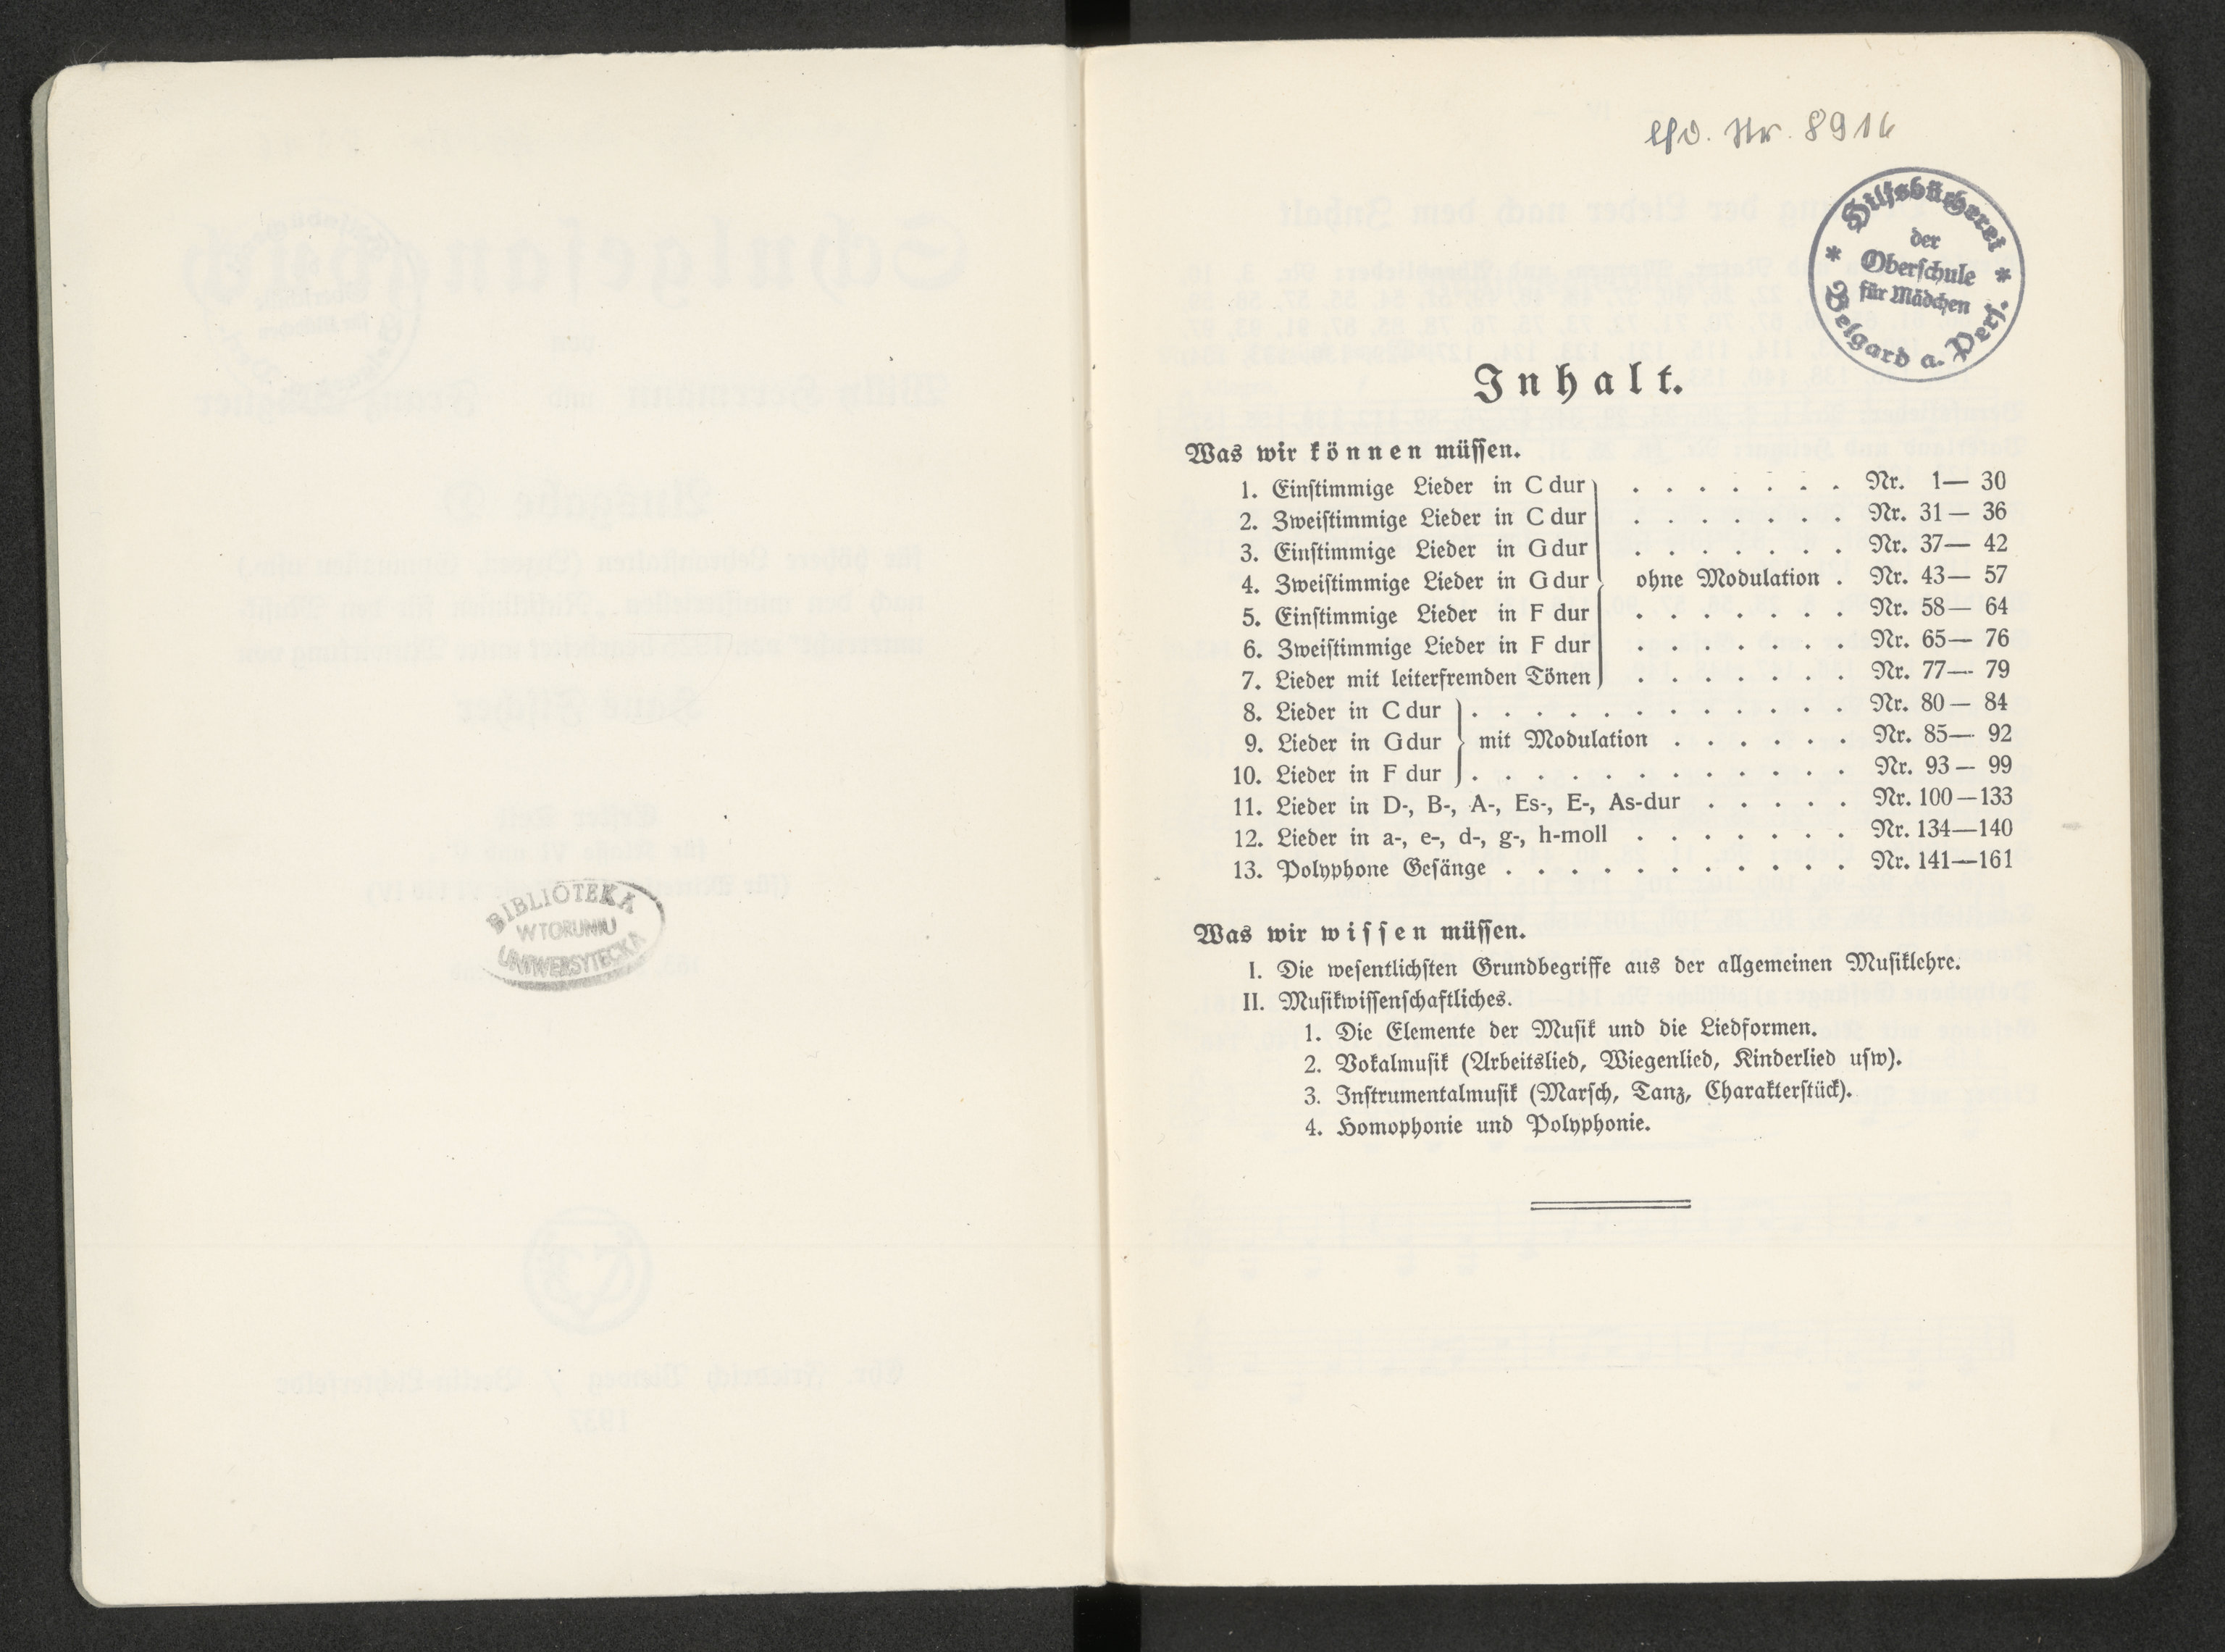 BIBLIOTEKA
W TORUNIU
UNIWERSYTECKA
lfd. Nr. 8916
Hilfsbücherei
der
Oberschule
für Mädchen
Belgard a. Pers.
Inhalt.
Was wir können müssen.
1. Einstimmige Lieder in C dur . . . . . . . Nr. 1— 30
2. Zweistimmige Lieder in C dur . . . . . . . Nr. 31— 36
3. Einstimmige Lieder in G dur . . . . . . . Nr. 37— 42
4. Zweistimmige Lieder in G dur ohne Modulation . Nr. 43— 57
5. Einstimmige Lieder in F dur . . . . . . . Nr. 58— 64
6. Zweistimmige Lieder in F dur . . . . . . . Nr. 65— 76
7. Lieder mit leiterfremden Tönen . . . . . . . Nr. 77— 79
8. Lieder in C dur . . . . . . . . . . . . Nr. 80— 84
9. Lieder in G dur mit Modulation . . . . . . Nr. 85— 92
10. Lieder in F dur . . . . . . . . . . . . Nr. 93— 99
11. Lieder in D-, B-, A-, Es-, E-, As-dur . . . . . Nr. 100—133
12. Lieder in a-, e-, d-, g-, h-moll . . . . . . . Nr. 134—140
13. Polyphone Gesänge . . . . . . . . . . . Nr. 141—161
Was wir wissen müssen.
I. Die wesentlichsten Grundbegriffe aus der allgemeinen Musiklehre.
II. Musikwissenschaftliches.
1. Die Elemente der Musik und die Liedformen.
2. Vokalmusik (Arbeitslied, Wiegenlied, Kinderlied usw).
3. Instrumentalmusik (Marsch, Tanz, Charakterstück).
4. Homophonie und Polyphonie.